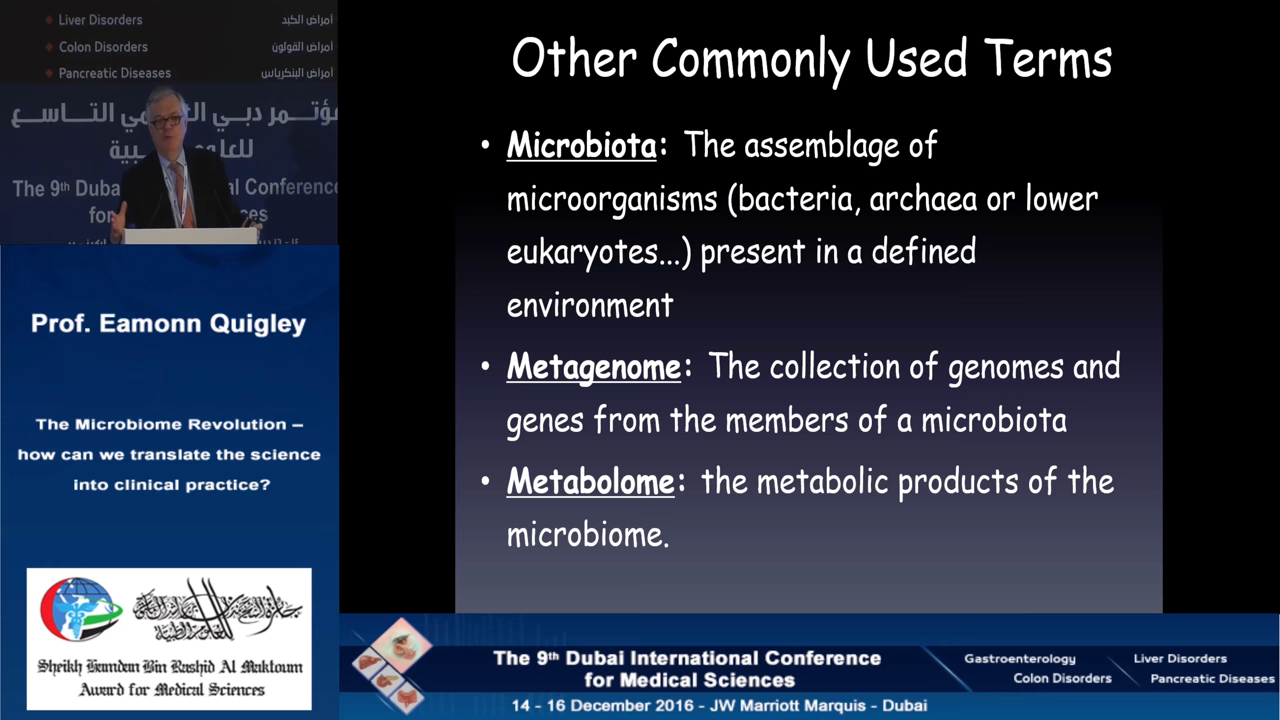 Liver Disorders
أمراض الكبد
Colon Disorders
أمراض القولون
Pancreatic Diseases
أمراض البنكرياس
التـــاسـع
The 9th Dubai
Conference
Prof. Eamonn Quigley
The Microbiome Revolution –
how can we translate the science
into clinical practice?
Sheikh Hamdan Bin Rashid Al Maktoum
Award for Medical Sciences
Other Commonly Used Terms
• Microbiota: The assemblage of
microorganisms (bacteria, archaea or lower
eukaryotes...) present in a defined
environment
• Metagenome: The collection of genomes and
genes from the members of a microbiota
• Metabolome: the metabolic products of the
microbiome.
The 9th Dubai International Conference
for Medical Sciences
14 - 16 December 2016 - JW Marriott Marquis - Dubai
Gastroenterology
Liver Disorders
Colon Disorders
Pancreatic Diseases